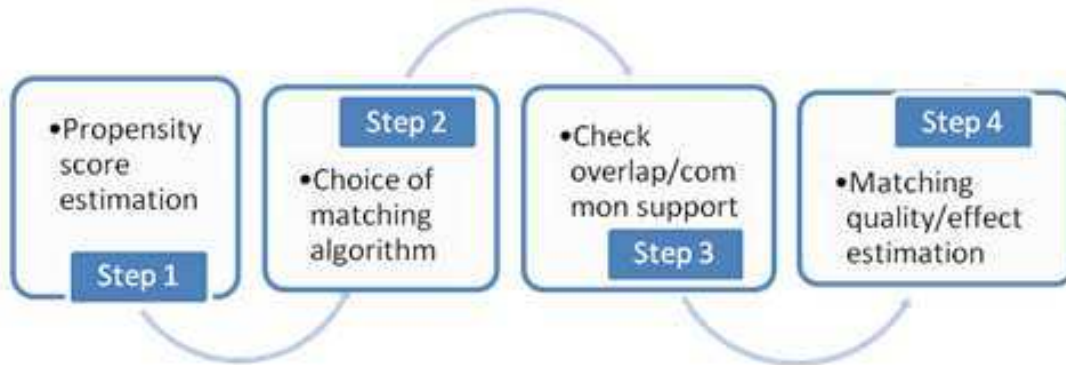 •Propensity
score
estimation
Step 1
Step 2
•Choice of
matching
algorithm
•Check
overlap/com
mon support
Step 3
Step 4
•Matching
quality/effect
estimation